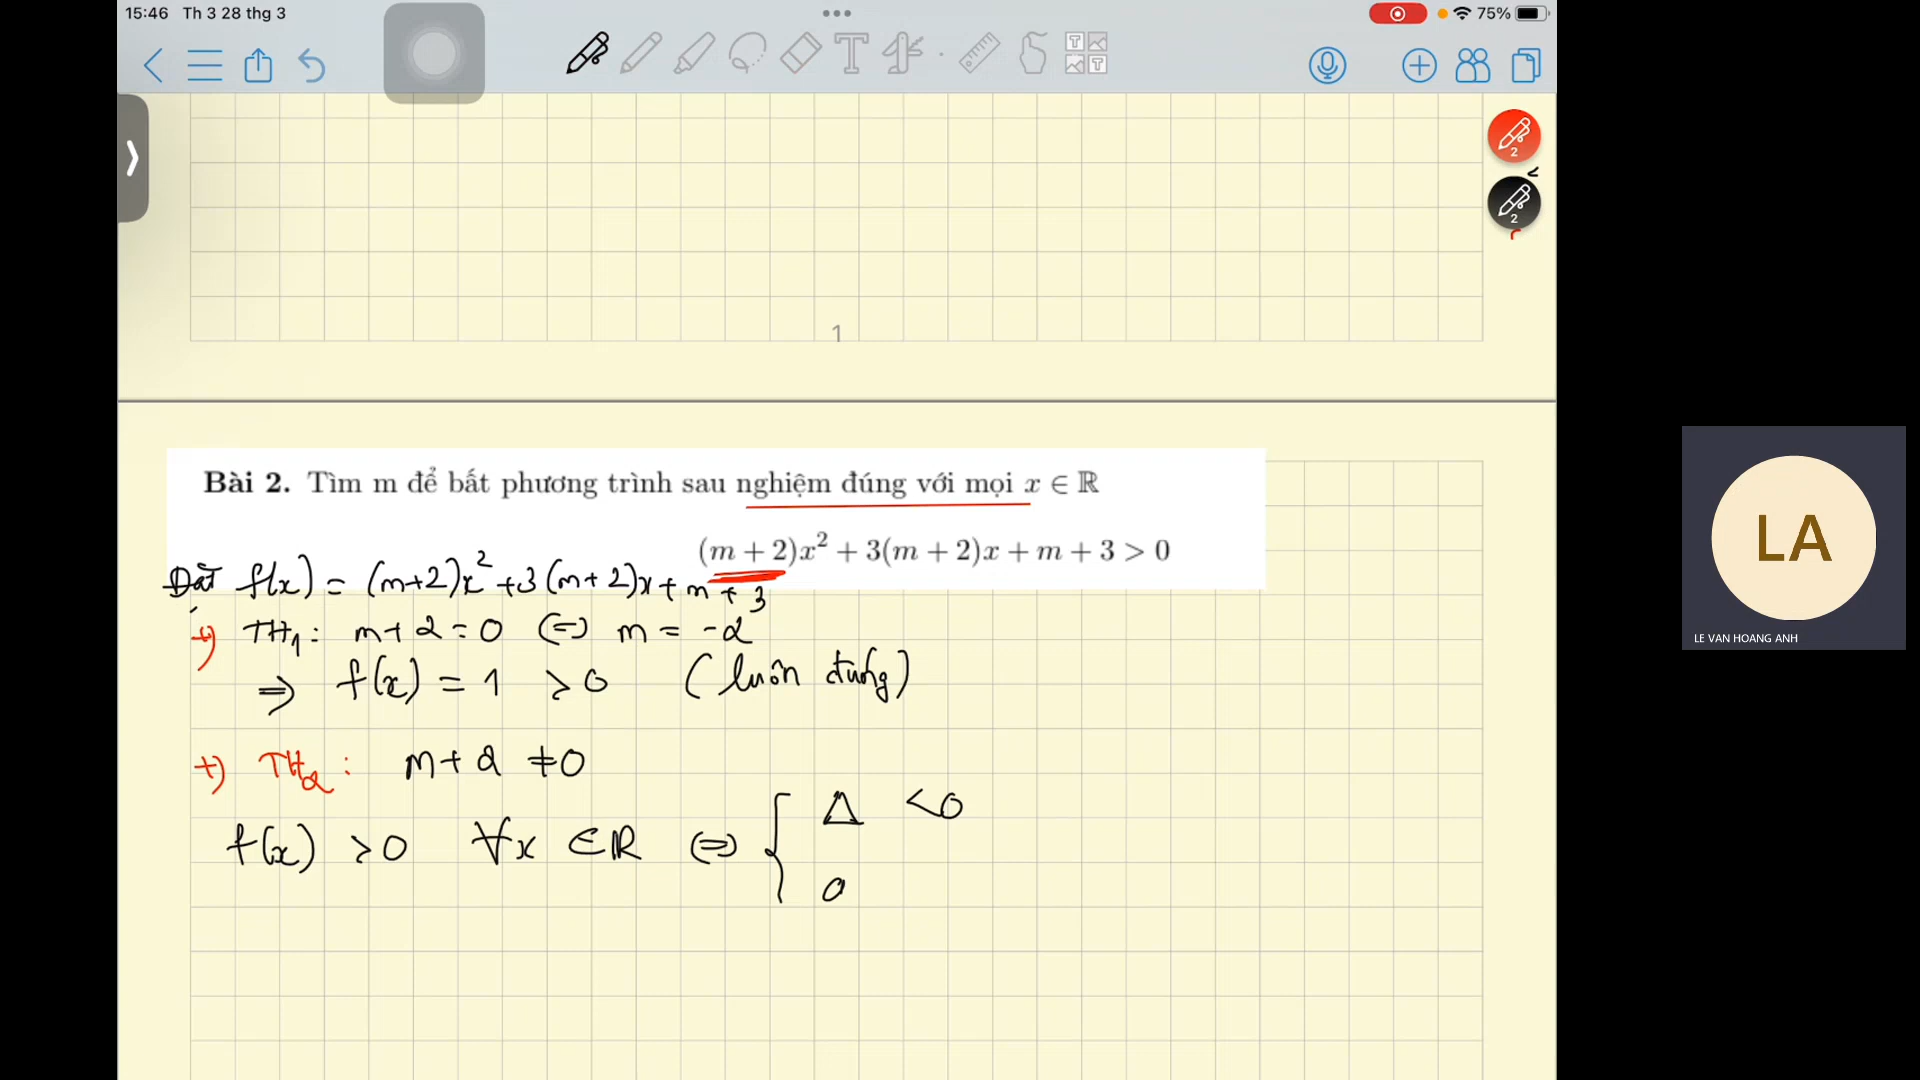 15:46 Th 3 28 thg 3
75%
2
2
1
Bài 2. Tìm m để bất phương trình sau nghiệm đúng với mọi x ∈ ℝ
(m + 2)x² + 3(m + 2)x + m + 3 > 0
Đặt f(x) = (m+2)x² + 3(m+2)x + m + 3
+) TH₁: m + 2 = 0 (=) m = -2
⇒ f(x) = 1 > 0 (luôn đúng)
+) TH₂: m + 2 ≠ 0
f(x) > 0 ∀x ∈ ℝ (=) { Δ < 0
a
LA
LE VAN HOANG ANH